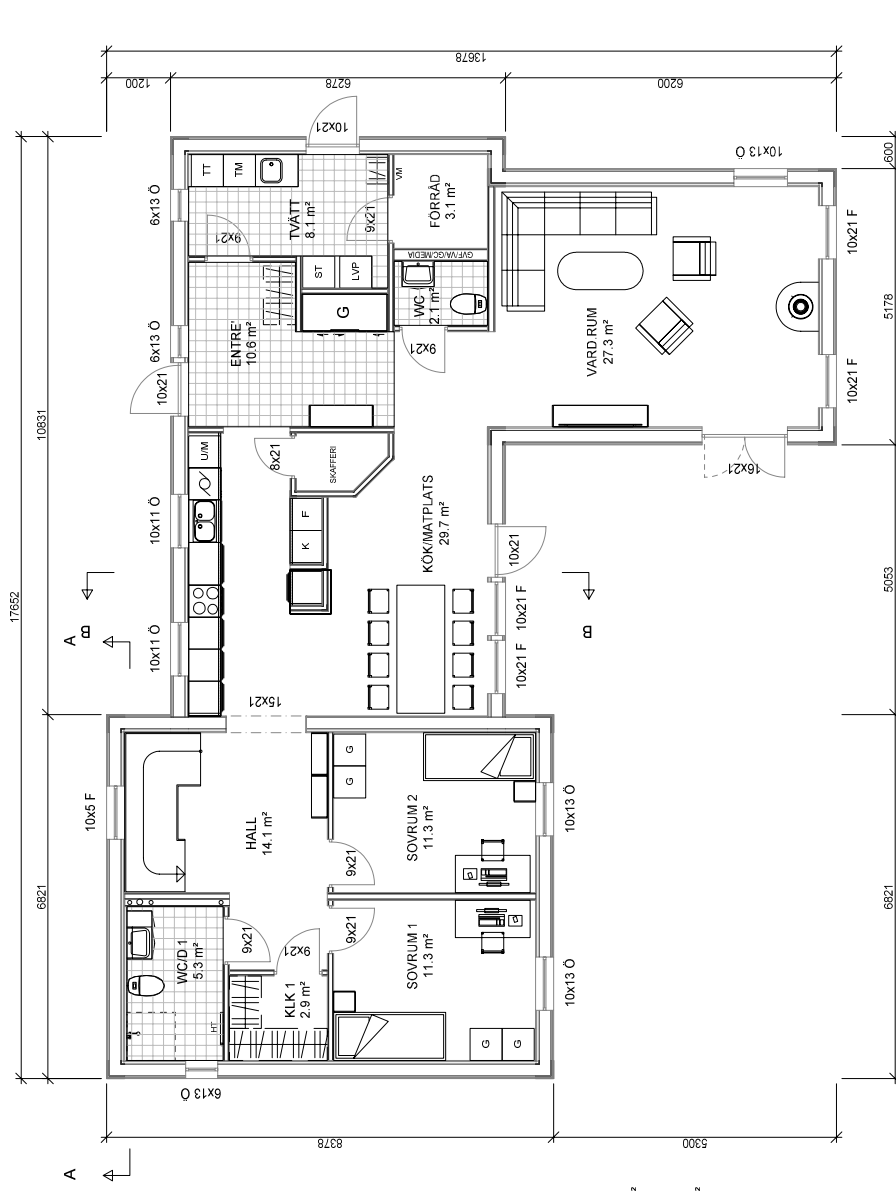 13678
1200
6278
6200
10x21
TT
TM
VM
TVÄTT
8.1 m²
9x21
9x21
FÖRRÅD
3.1 m²
10x13 Ö
600
6x13 Ö
10x21 F
GVF/VA/GC/MEDIA
ST
LVP
G
WC
2.1 m²
ENTRE'
10.6 m²
9x21
VARD.RUM
27.3 m²
5178
6x13 Ö
10x21
10x21 F
10831
U/M
8x21
SKAFFERI
16x21
10x11 Ö
F
K
KÖK/MATPLATS
29.7 m²
10x21
17652
B
A
10x11 Ö
10x21 F
10x21 F
B
5053
15x21
10x5 F
G
G
HALL
14.1 m²
SOVRUM 2
11.3 m²
10x13 Ö
9x21
6821
6821
WC/D 1
5.3 m²
9x21
9x21
9x21
SOVRUM 1
11.3 m²
10x13 Ö
KLK 1
2.9 m²
HT
G
G
6x13 Ö
8378
5300
A
²
²